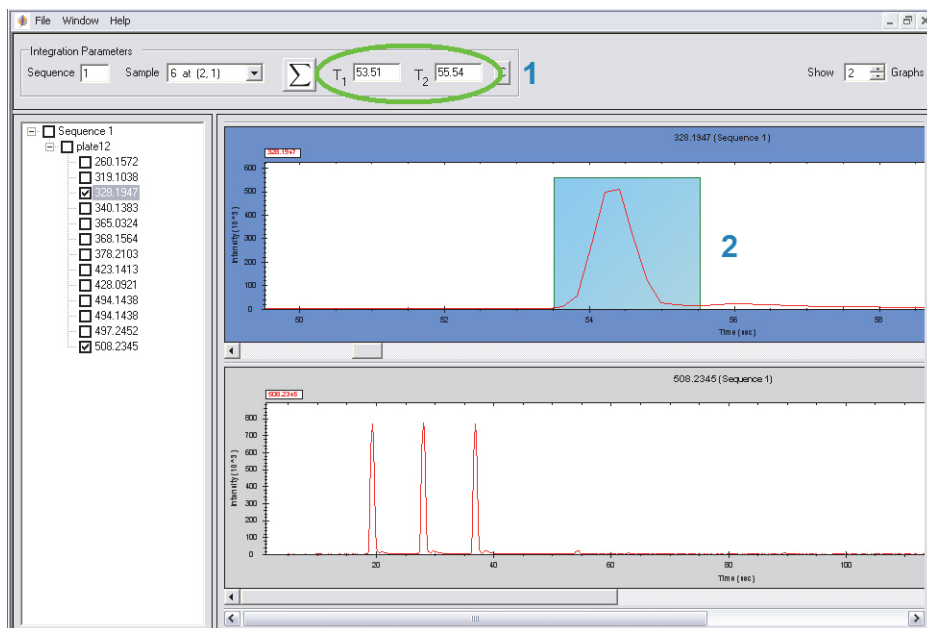 File Window Help
Integration Parameters
Sequence 1 Sample 6 at (2, 1) Σ T1 53.51 T2 55.54 C 1 Show 2 Graphs
Sequence 1
plate12
260.1572
319.1038
328.1947
340.1383
365.0324
368.1564
378.2103
423.1413
428.0921
494.1438
494.1438
497.2452
508.2345
328.1947 (Sequence 1)
328.1947
Intensity (10^3)
600
500
400
300
200
100
0
2
50 52 54 56 58
Time (sec)
508.2345 (Sequence 1)
508.2345
Intensity (10^3)
800
700
600
500
400
300
200
100
0
20 40 60 80 100
Time (sec)